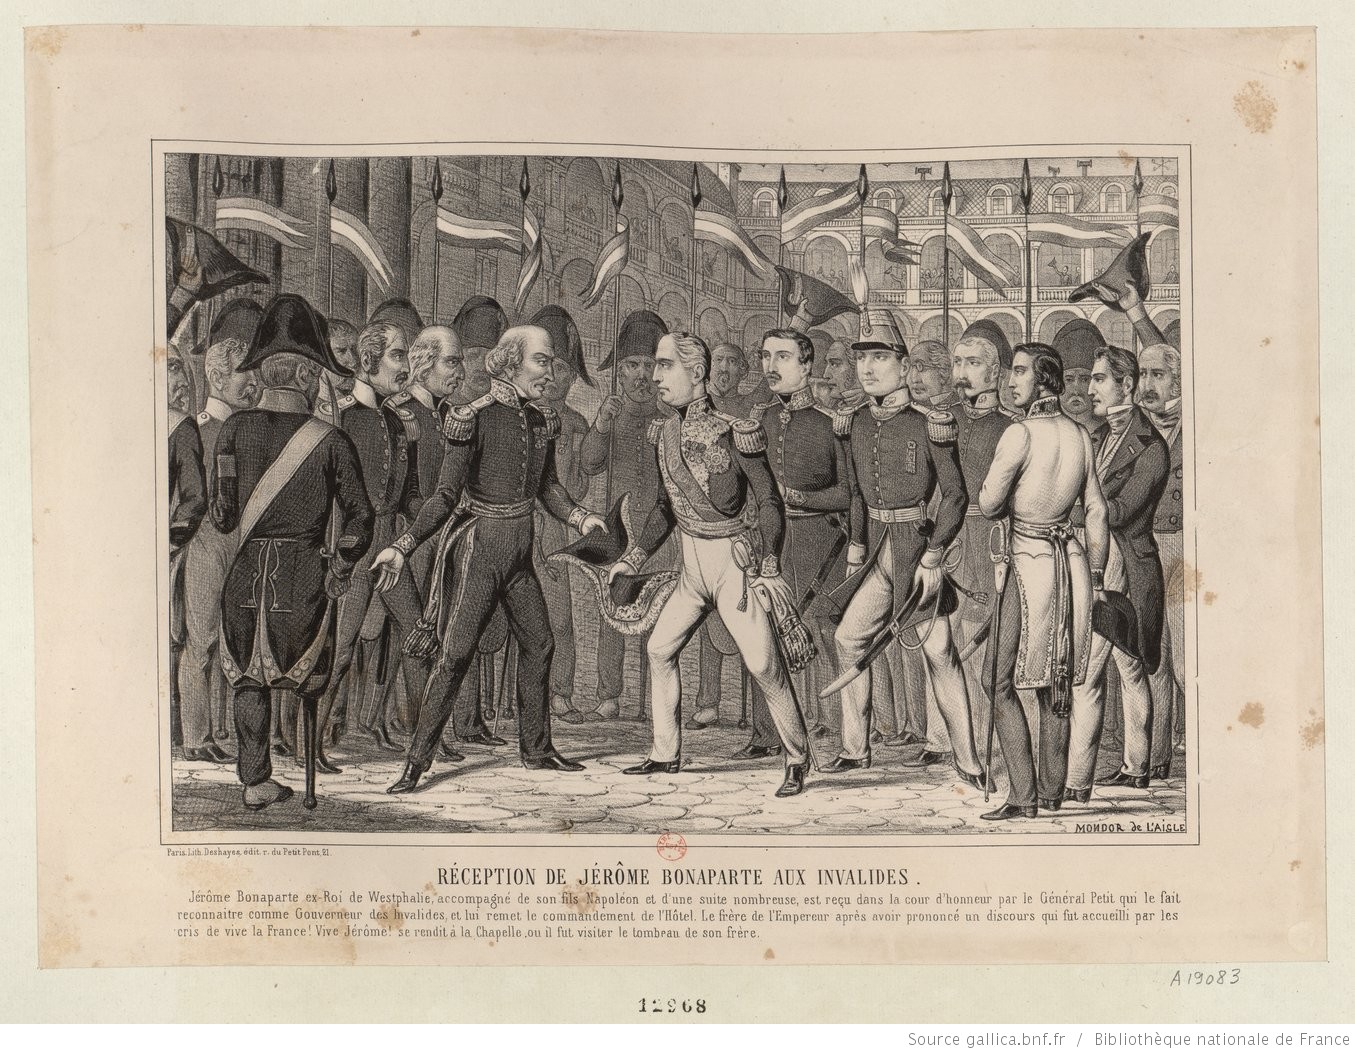 MONDOR de L'AISLE
Paris. Lith. Deshayes, édit. r. du Petit Pont, 21.
RÉCEPTION DE JÉRÔME BONAPARTE AUX INVALIDES.
Jérôme Bonaparte ex-Roi de Westphalie, accompagné de son fils Napoléon et d'une suite nombreuse, est reçu dans la cour d'honneur par le Général Petit qui le fait
reconnaitre comme Gouverneur des Invalides, et lui remet le commandement de l'Hôtel. Le frère de l'Empereur après avoir prononcé un discours qui fut accueilli par les
cris de vive la France! Vive Jérôme! se rendit à la Chapelle, ou il fut visiter le tombeau de son frère.
A19083
12968
Source gallica.bnf.fr / Bibliothèque nationale de France